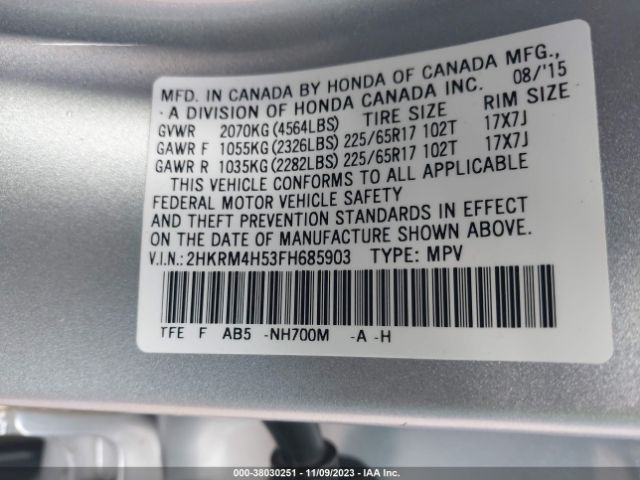 MFD. IN CANADA BY HONDA OF CANADA MFG.,
A DIVISION OF HONDA CANADA INC. 08/'15
TIRE SIZE RIM SIZE
GVWR 2070KG (4564LBS)
GAWR F 1055KG (2326LBS) 225/65R17 102T 17X7J
GAWR R 1035KG (2282LBS) 225/65R17 102T 17X7J
THIS VEHICLE CONFORMS TO ALL APPLICABLE
FEDERAL MOTOR VEHICLE SAFETY
AND THEFT PREVENTION STANDARDS IN EFFECT
ON THE DATE OF MANUFACTURE SHOWN ABOVE.
V.I.N.: 2HKRM4H53FH685903 TYPE: MPV
TFE F AB5 -NH700M -A -H
Stock: 38030251 - 11/09/2023 - IAA Inc.